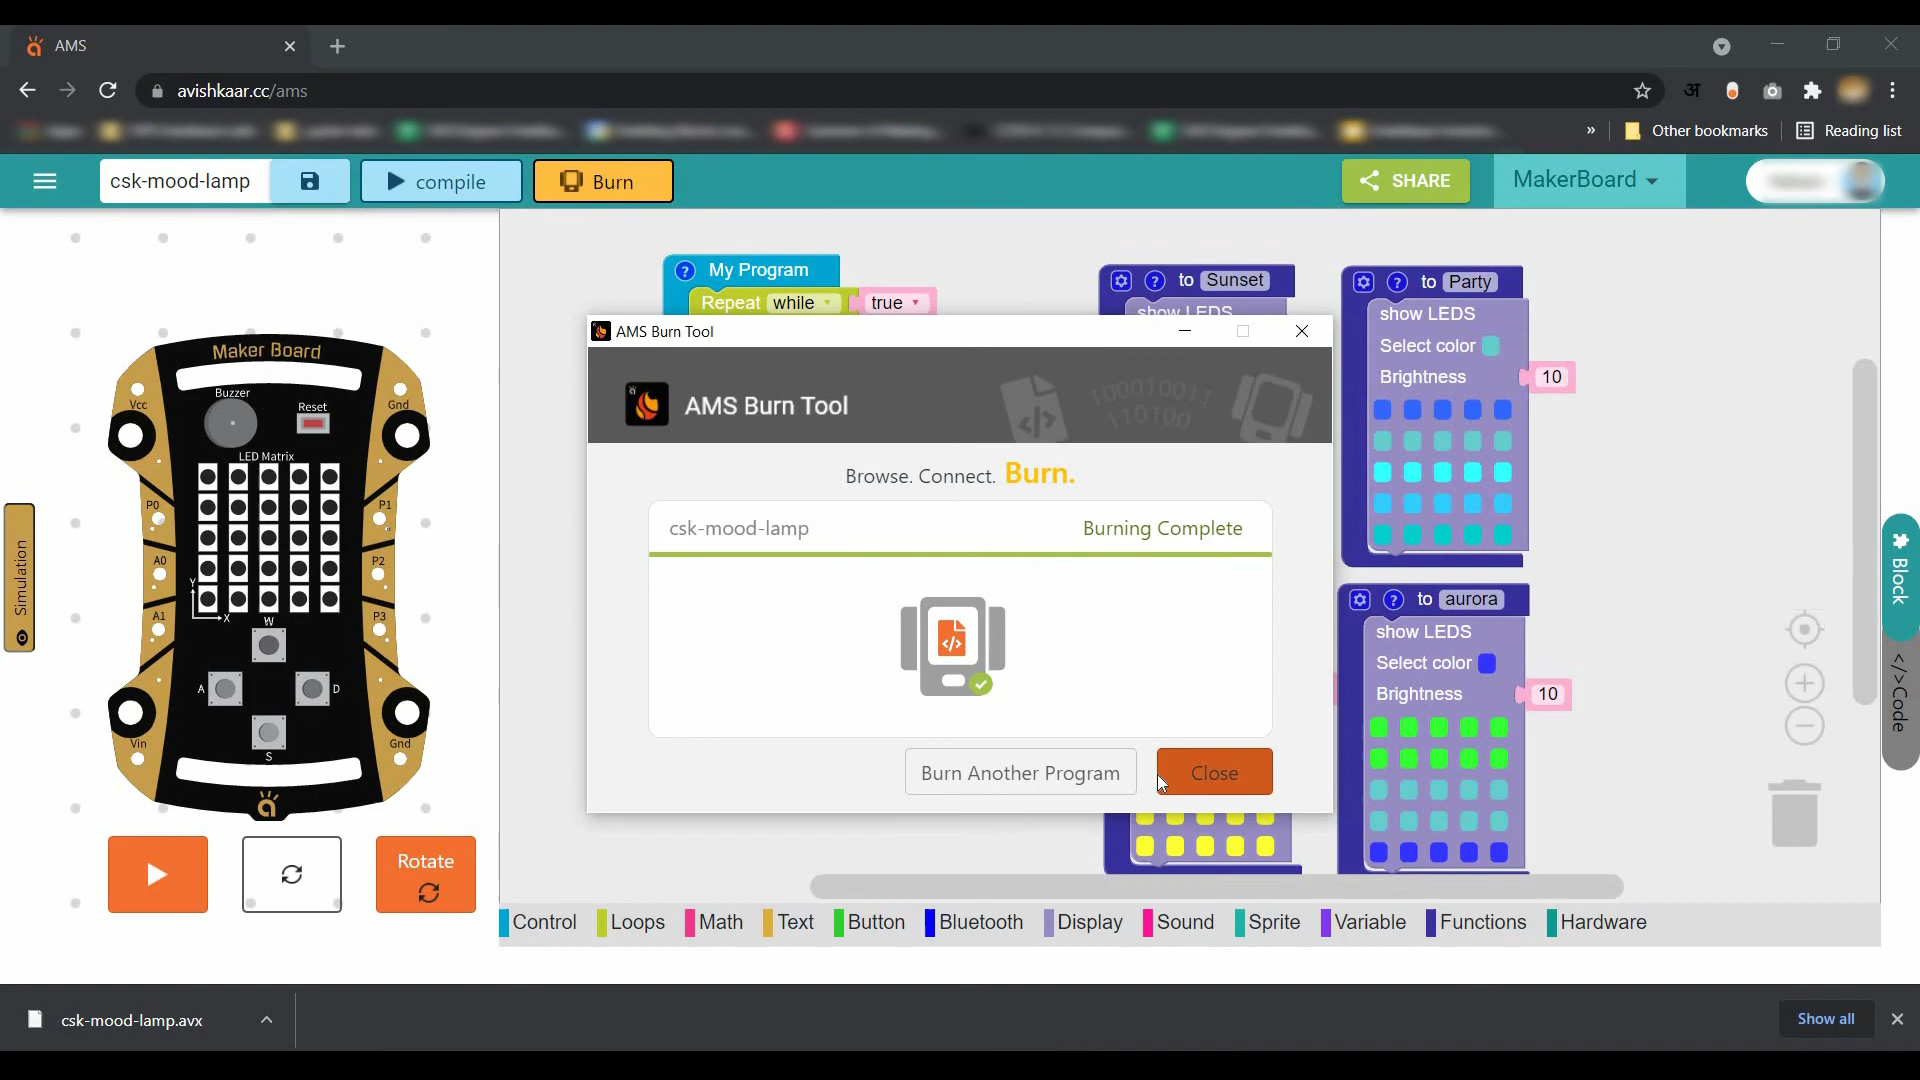 AMS
avishkaar.cc/ams
अ
»
Other bookmarks
Reading list
csk-mood-lamp
compile
Burn
SHARE
MakerBoard
Simulation
Maker Board
Buzzer
Reset
Vcc
Gnd
LED Matrix
P0
P1
A0
P2
A1
P3
Y
X
W
A
D
S
Vin
Gnd
Rotate
My Program
Repeat while true
to Sunset
show LEDS
to Party
show LEDS
Select color
Brightness 10
to aurora
show LEDS
Select color
Brightness 10
AMS Burn Tool
AMS Burn Tool
100010011
110100
Browse. Connect. Burn.
csk-mood-lamp
Burning Complete
Burn Another Program
Close
Block
</>Code
Control
Loops
Math
Text
Button
Bluetooth
Display
Sound
Sprite
Variable
Functions
Hardware
csk-mood-lamp.avx
Show all